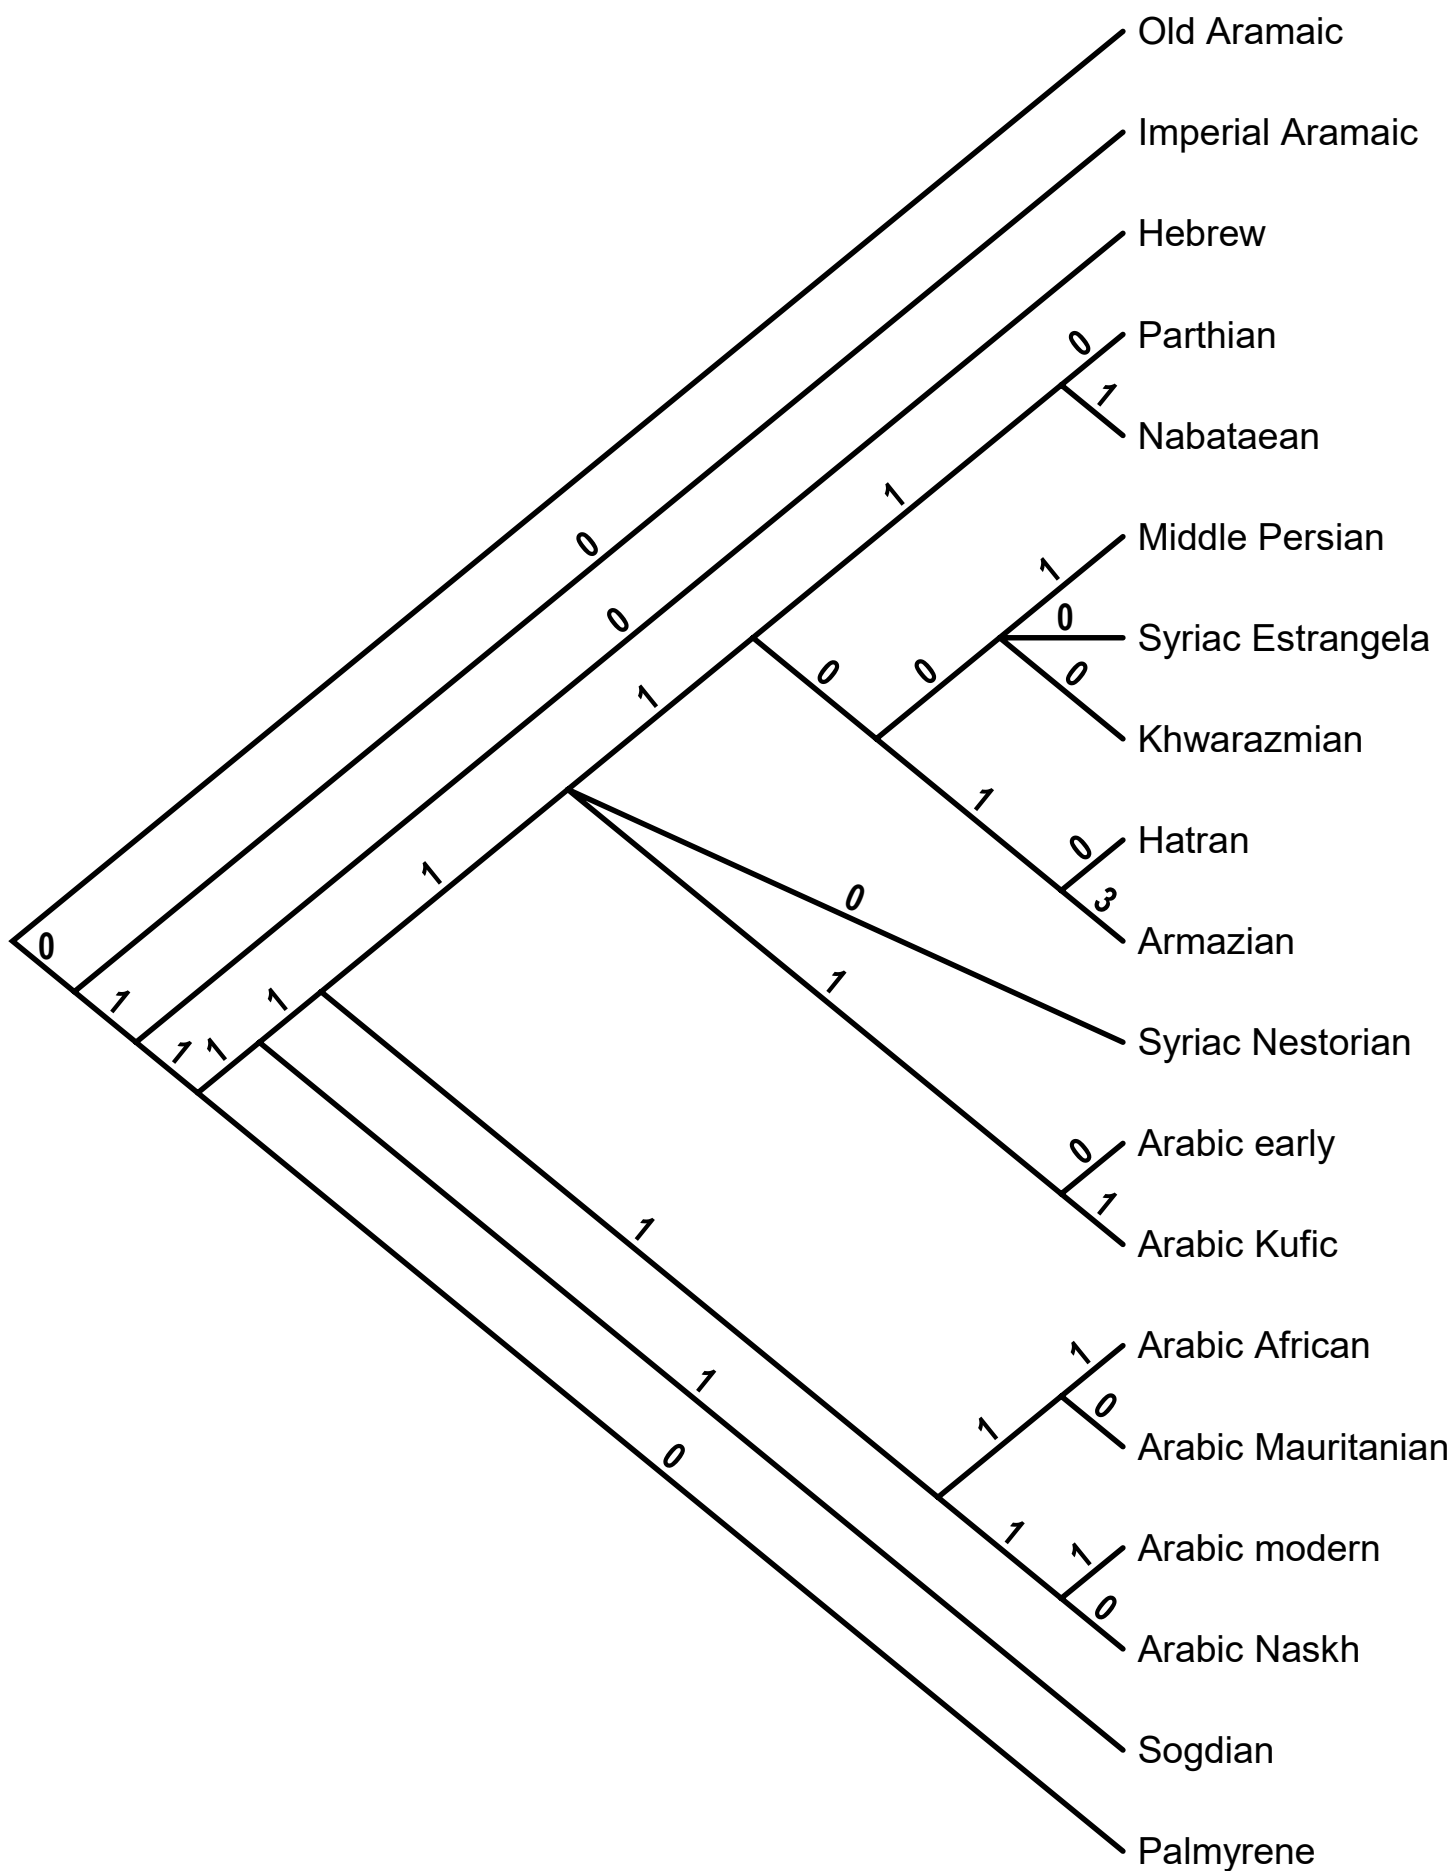 Old Aramaic
Imperial Aramaic
Hebrew
0
Parthian
1
Nabataean
1
0
1
Middle Persian
0
Syriac Estrangela
0
0
0
0
Khwarazmian
1
1
0
Hatran
1
3
0
Armazian
0
1
1
1
Syriac Nestorian
1
1
0
Arabic early
1
1
Arabic Kufic
1
Arabic African
1
0
1
Arabic Mauritanian
0
1
1
Arabic modern
0
Arabic Naskh
Sogdian
Palmyrene